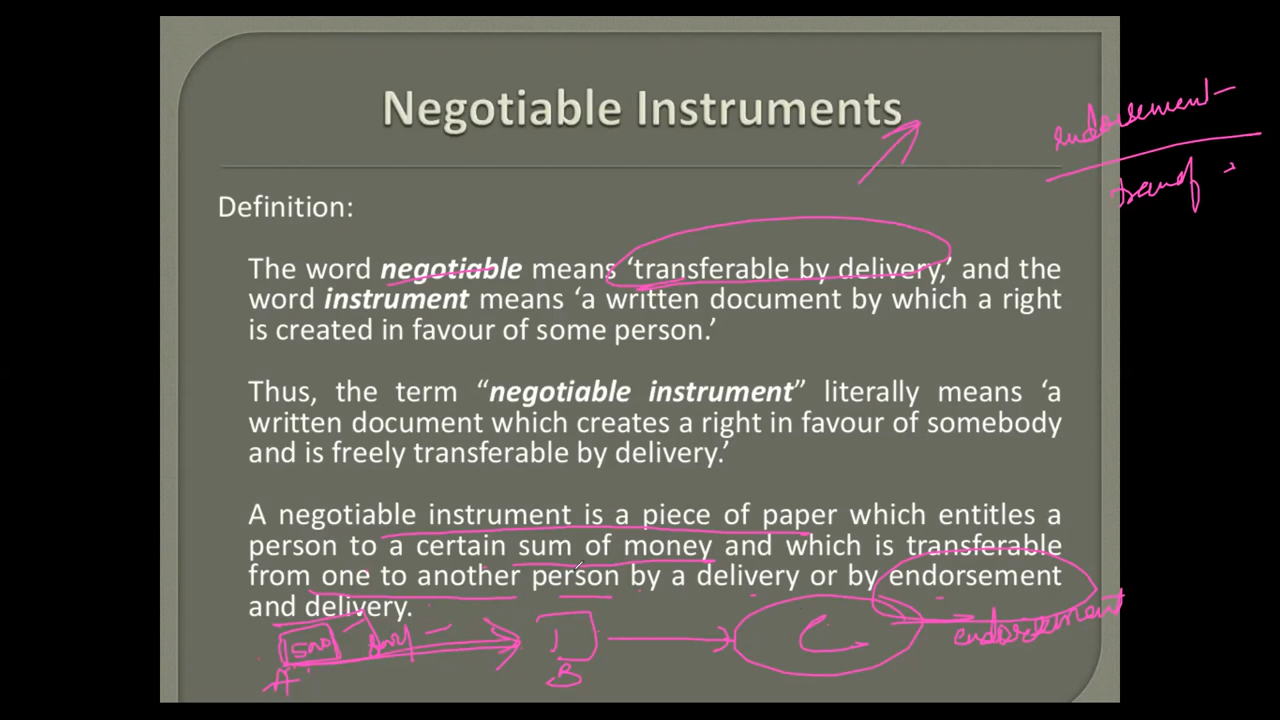 Negotiable Instruments
endorsement
transf
Definition:
The word negotiable means ‘transferable by delivery,’ and the
word instrument means ‘a written document by which a right
is created in favour of some person.’
Thus, the term “negotiable instrument” literally means ‘a
written document which creates a right in favour of somebody
and is freely transferable by delivery.’
A negotiable instrument is a piece of paper which entitles a
person to a certain sum of money and which is transferable
from one to another person by a delivery or by endorsement
and delivery.
endorsement
A
B
C